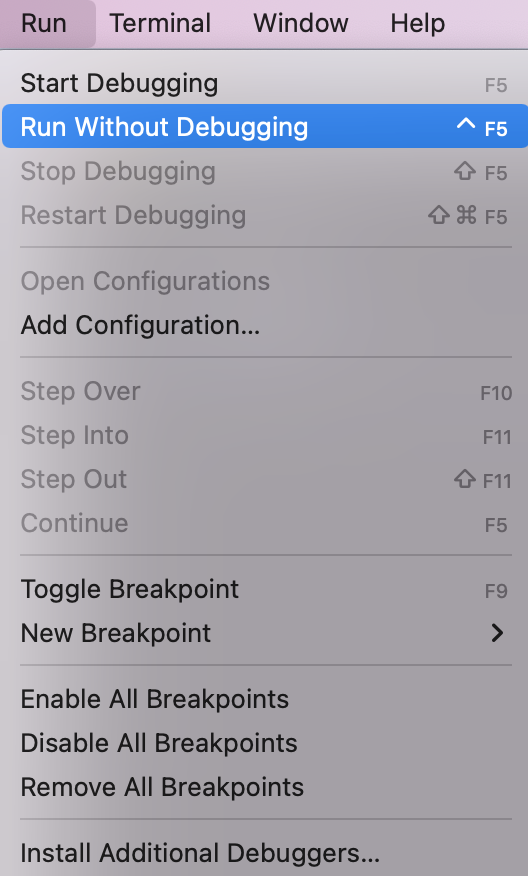 Run Terminal Window Help
Start Debugging F5
Run Without Debugging ^ F5
Stop Debugging ⇧ F5
Restart Debugging ⇧ ⌘ F5
Open Configurations
Add Configuration...
Step Over F10
Step Into F11
Step Out ⇧ F11
Continue F5
Toggle Breakpoint F9
New Breakpoint >
Enable All Breakpoints
Disable All Breakpoints
Remove All Breakpoints
Install Additional Debuggers...